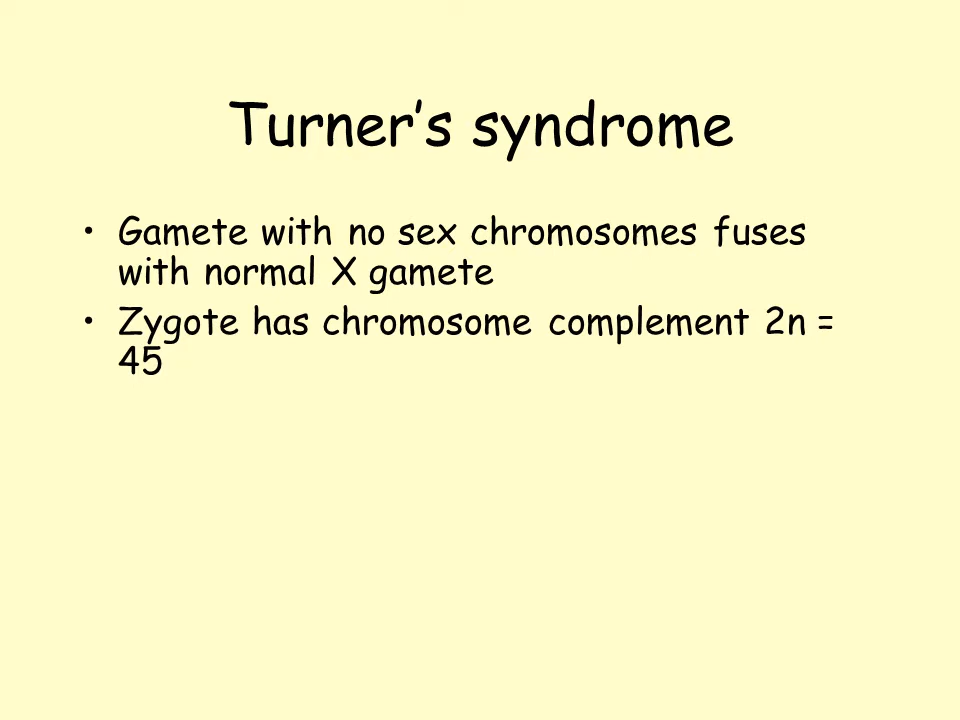 Turner’s syndrome
• Gamete with no sex chromosomes fuses
with normal X gamete
• Zygote has chromosome complement 2n =
45